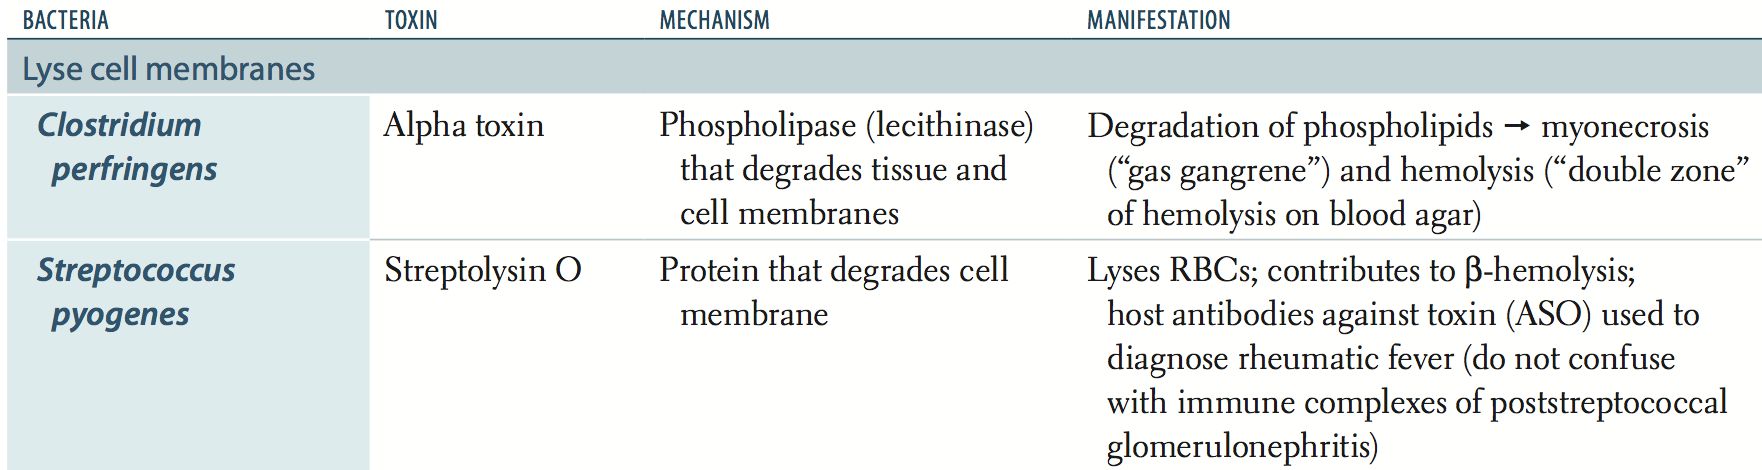 BACTERIA TOXIN MECHANISM MANIFESTATION
Lyse cell membranes
Clostridium
perfringens
Alpha toxin
Phospholipase (lecithinase)
that degrades tissue and
cell membranes
Degradation of phospholipids → myonecrosis
(“gas gangrene”) and hemolysis (“double zone”
of hemolysis on blood agar)
Streptococcus
pyogenes
Streptolysin O
Protein that degrades cell
membrane
Lyses RBCs; contributes to β-hemolysis;
host antibodies against toxin (ASO) used to
diagnose rheumatic fever (do not confuse
with immune complexes of poststreptococcal
glomerulonephritis)